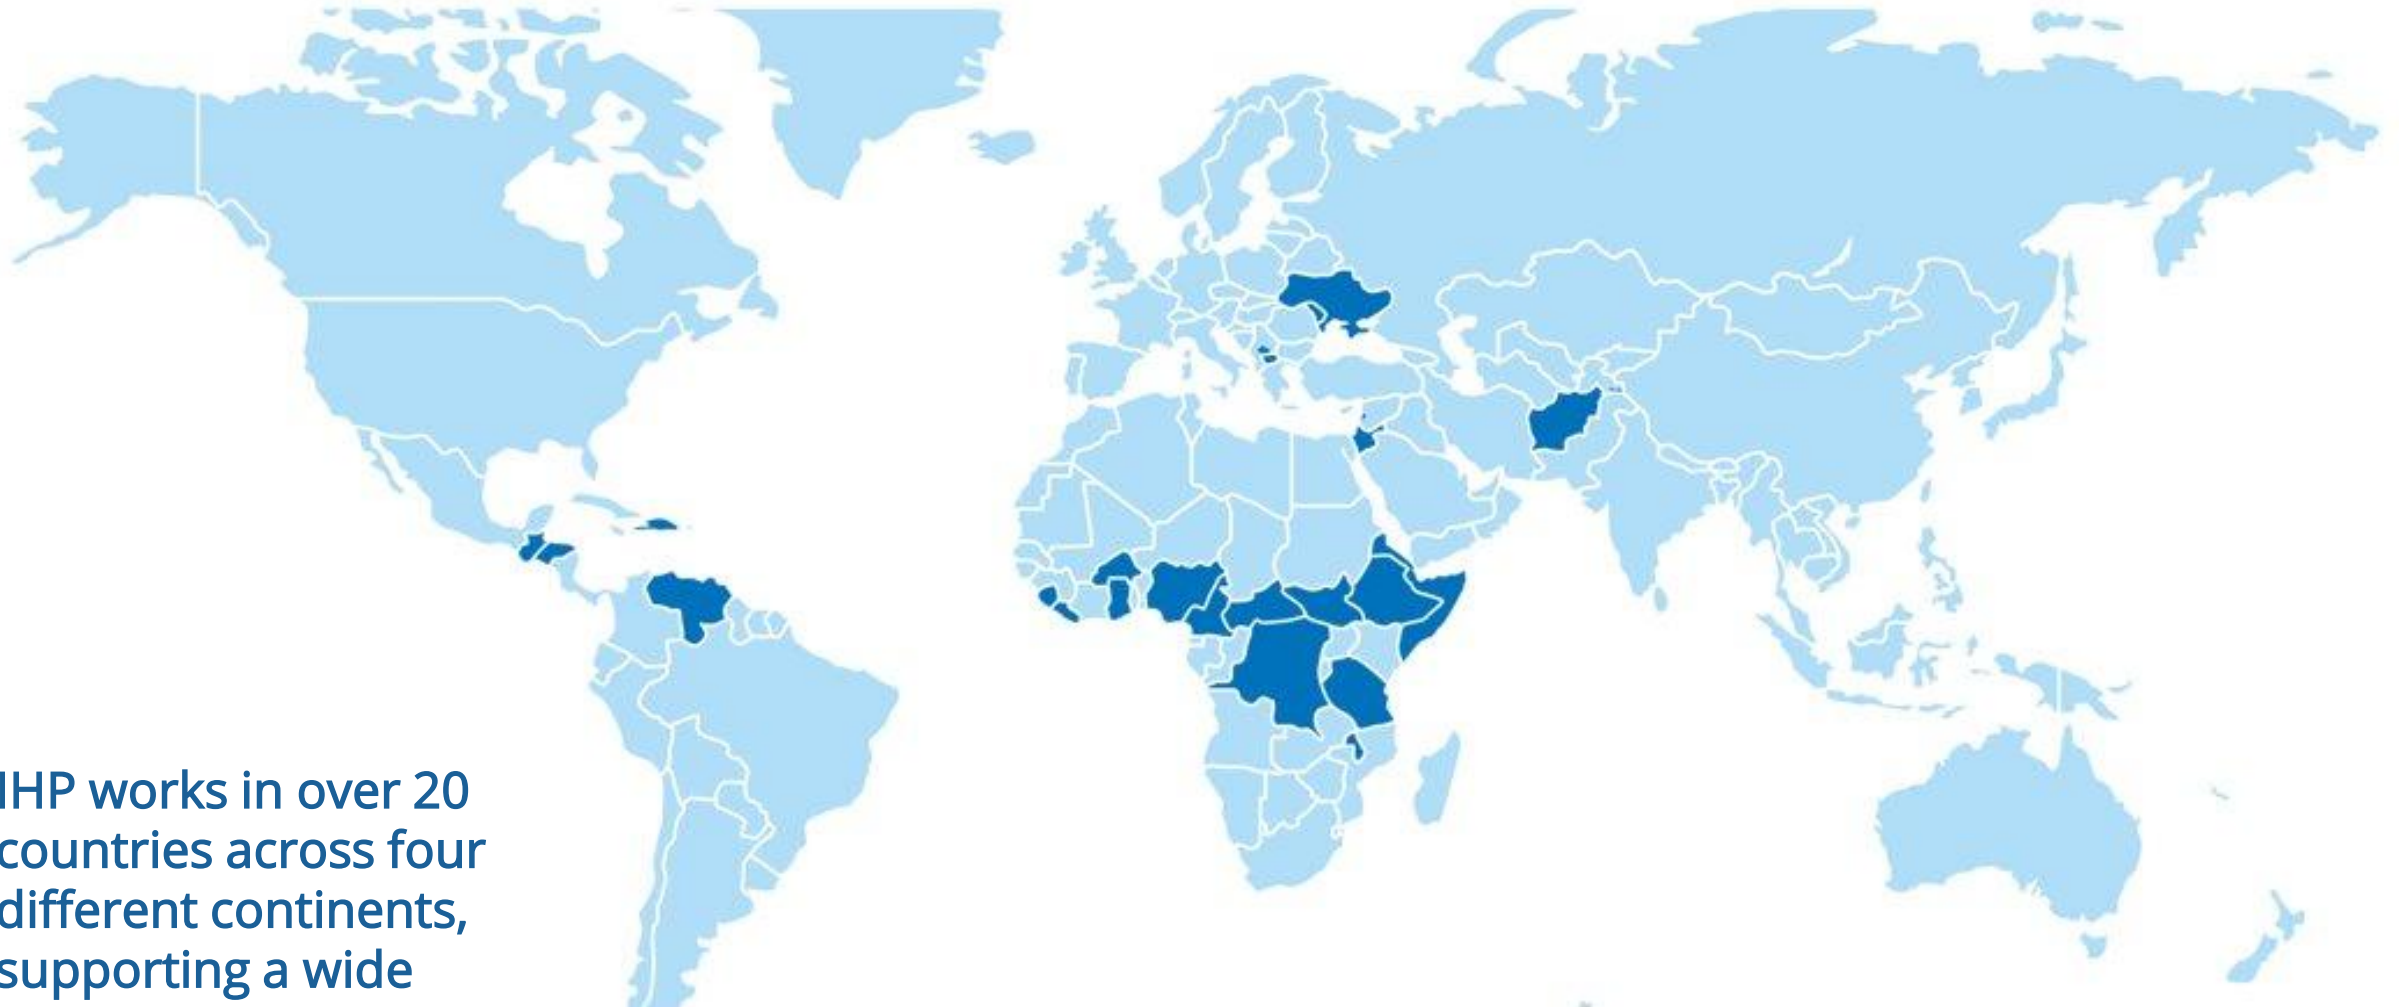 IHP works in over 20
countries across four
different continents,
supporting a wide